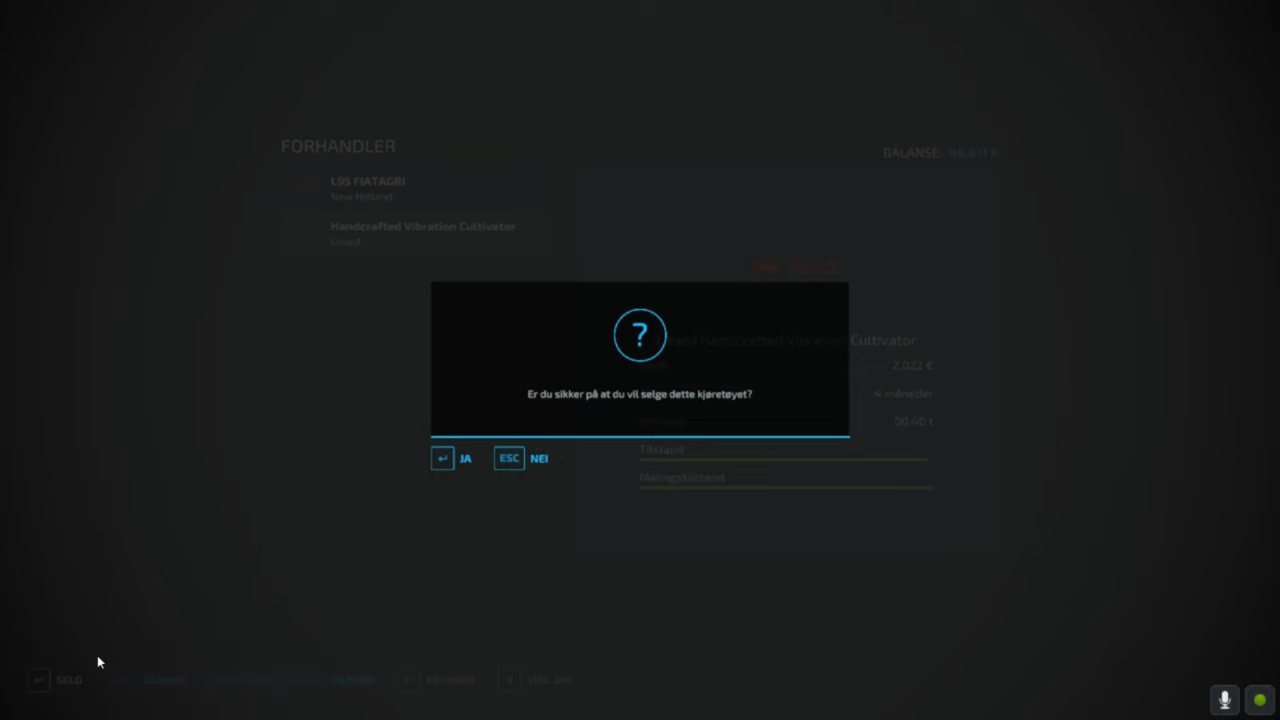 FORHANDLER
BALANSE:
L95 FIATAGRI
New Holland
Handcrafted Vibration Cultivator
Lizard
?
Handcrafted Vibration Cultivator
2,022 €
Er du sikker på at du vil selge dette kjøretøyet?
4 måneder
Tilstand
↵ JA ESC NEI
Malingstilstand
↵ SELG